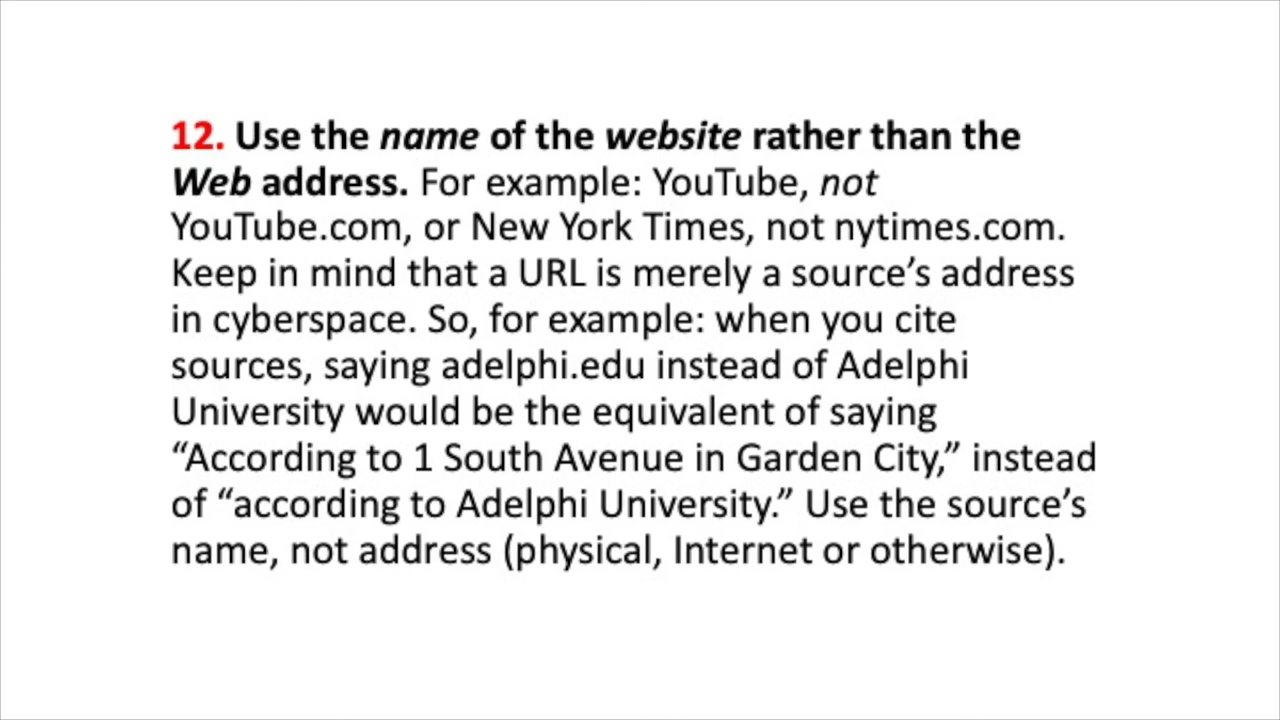 12. Use the name of the website rather than the
Web address. For example: YouTube, not
YouTube.com, or New York Times, not nytimes.com.
Keep in mind that a URL is merely a source’s address
in cyberspace. So, for example: when you cite
sources, saying adelphi.edu instead of Adelphi
University would be the equivalent of saying
“According to 1 South Avenue in Garden City,” instead
of “according to Adelphi University.” Use the source’s
name, not address (physical, Internet or otherwise).